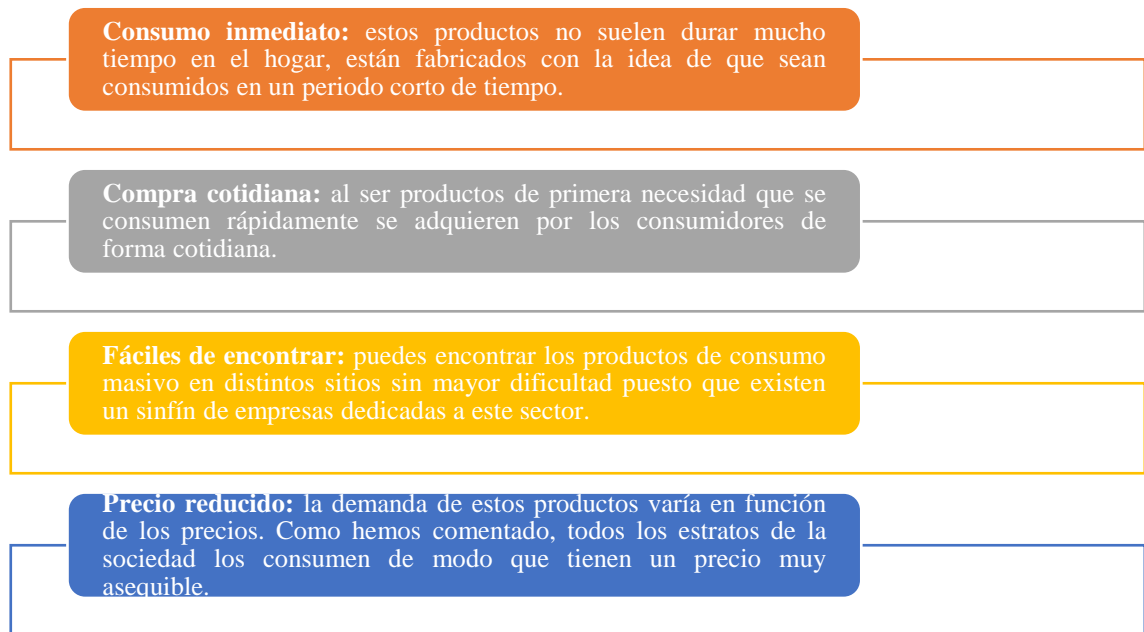 Consumo inmediato: estos productos no suelen durar mucho
tiempo en el hogar, están fabricados con la idea de que sean
consumidos en un periodo corto de tiempo.
Compra cotidiana: al ser productos de primera necesidad que se
consumen rápidamente se adquieren por los consumidores de
forma cotidiana.
Fáciles de encontrar: puedes encontrar los productos de consumo
masivo en distintos sitios sin mayor dificultad puesto que existen
un sinfín de empresas dedicadas a este sector.
Precio reducido: la demanda de estos productos varía en función
de los precios. Como hemos comentado, todos los estratos de la
sociedad los consumen de modo que tienen un precio muy
asequible.